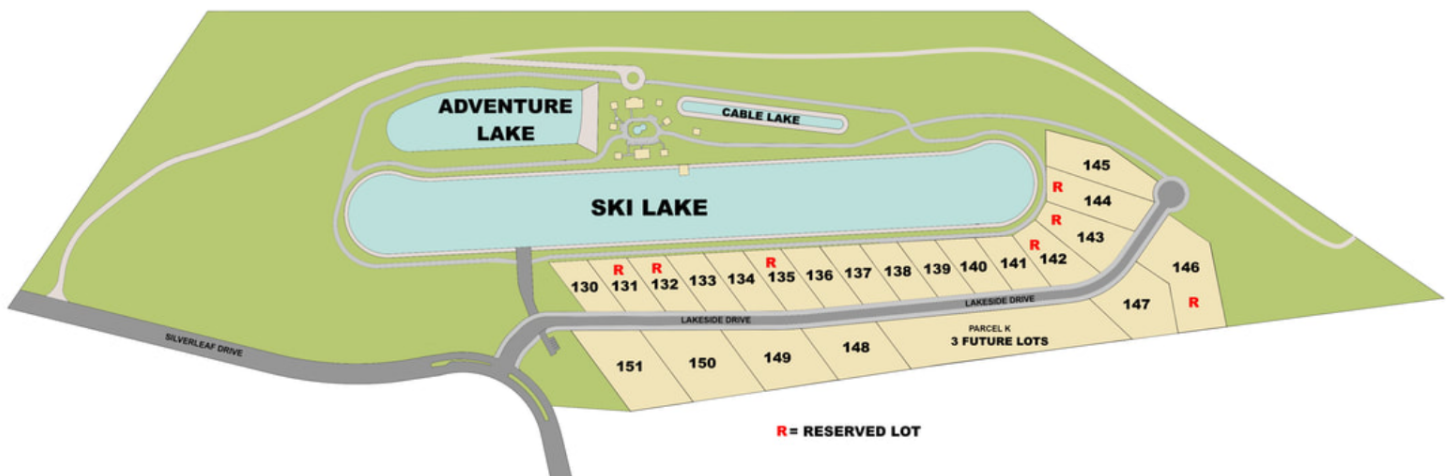 ADVENTURE
LAKE
CABLE LAKE
SKI LAKE
145
R
144
R
143
R
142
141
140
139
138
137
136
R
135
134
133
R
132
R
131
130
146
R
147
LAKESIDE DRIVE
LAKESIDE DRIVE
PARCEL K
3 FUTURE LOTS
148
149
150
151
SILVERLEAF DRIVE
R = RESERVED LOT